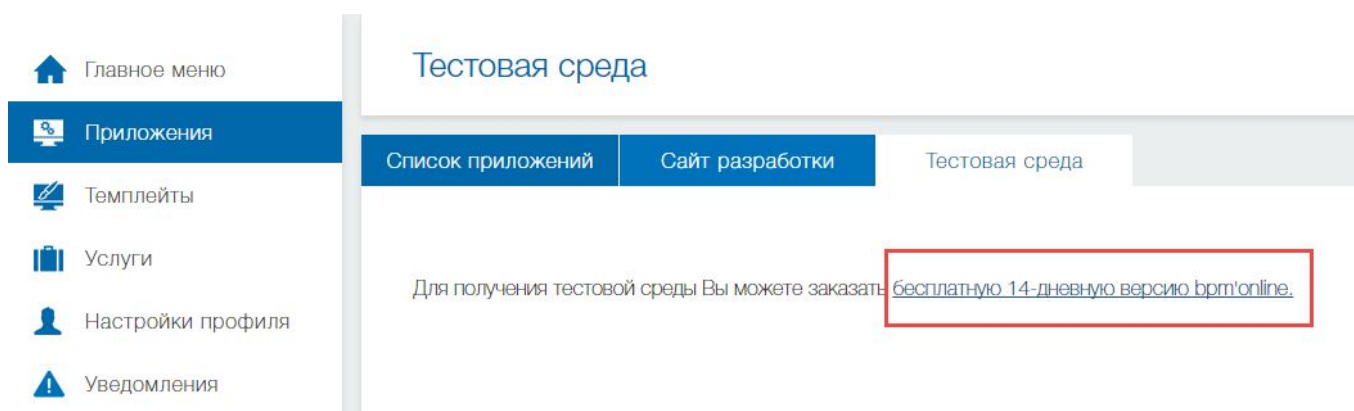 Главное меню
Приложения
Темплейты
Услуги
Настройки профиля
Уведомления
Тестовая среда
Список приложений
Сайт разработки
Тестовая среда
Для получения тестовой среды Вы можете заказать бесплатную 14-дневную версию bpm'online.